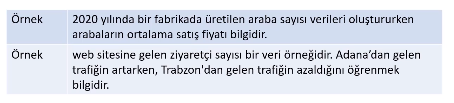 Örnek 2020 yılında bir fabrikada üretilen araba sayısı verileri oluştururken
arabaların ortalama satış fiyatı bilgidir.
Örnek web sitesine gelen ziyaretçi sayısı bir veri örneğidir. Adana’dan gelen
trafiğin artarken, Trabzon'dan gelen trafiğin azaldığını öğrenmek
bilgidir.